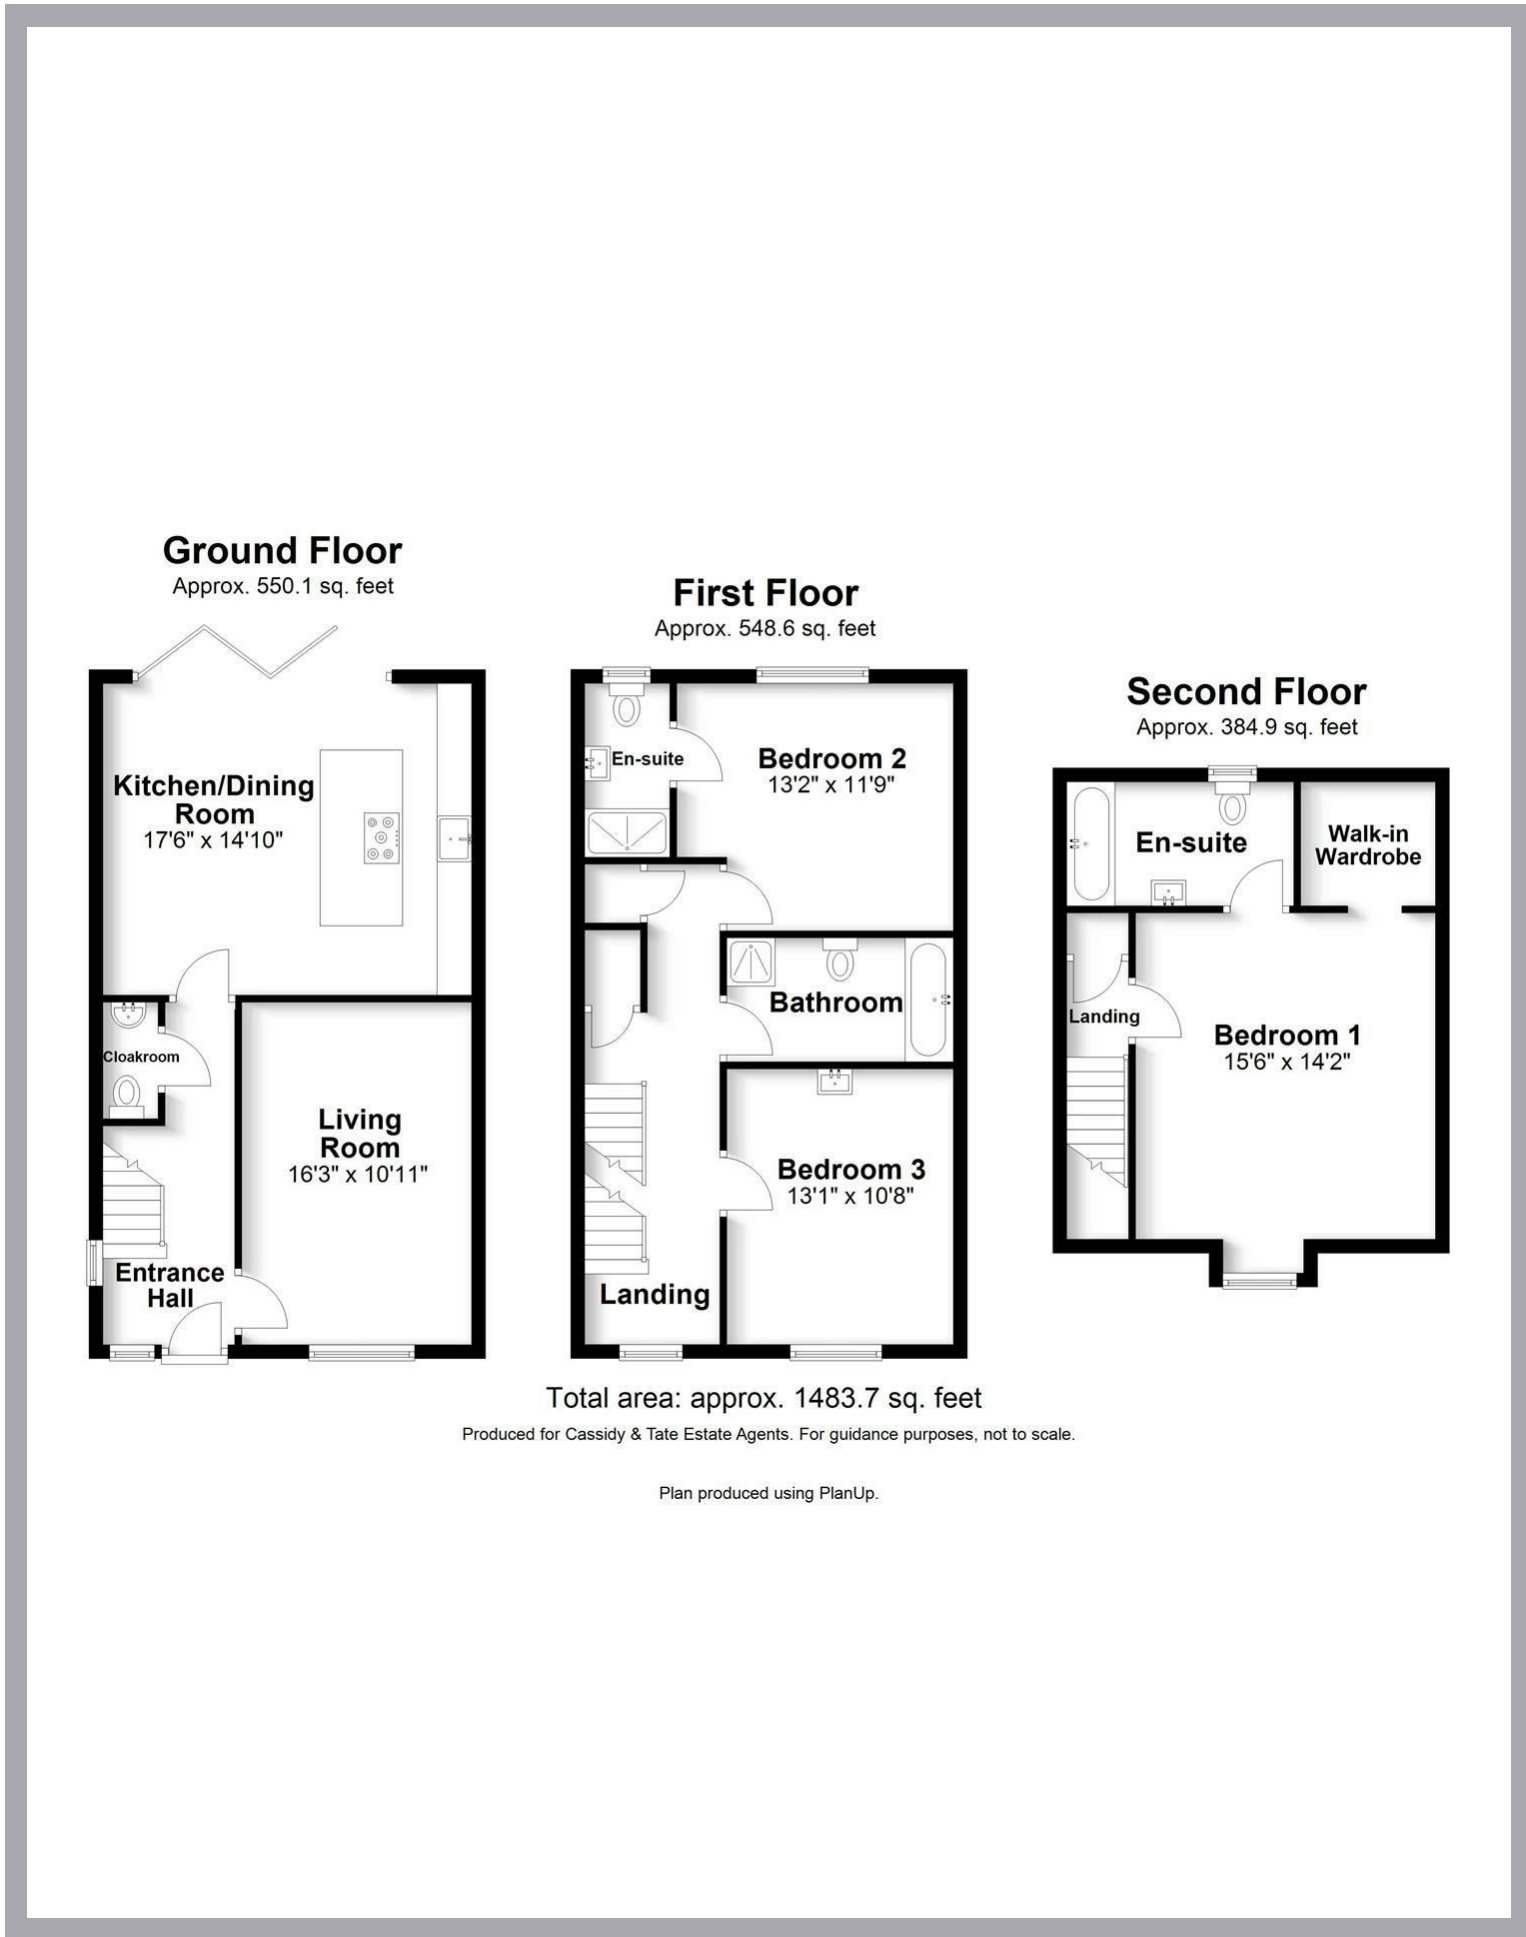 Ground Floor
Approx. 550.1 sq. feet
Kitchen/Dining
Room
17'6" x 14'10"
Cloakroom
Living
Room
16'3" x 10'11"
Entrance
Hall
First Floor
Approx. 548.6 sq. feet
En-suite
Bedroom 2
13'2" x 11'9"
Bathroom
Bedroom 3
13'1" x 10'8"
Landing
Second Floor
Approx. 384.9 sq. feet
En-suite
Walk-in
Wardrobe
Landing
Bedroom 1
15'6" x 14'2"
Total area: approx. 1483.7 sq. feet
Produced for Cassidy & Tate Estate Agents. For guidance purposes, not to scale.
Plan produced using PlanUp.